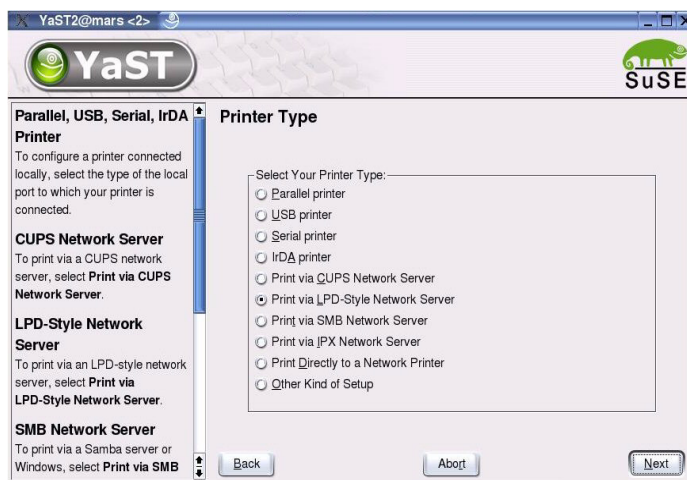 YaST2@mars <2>
YaST
SuSE
Parallel, USB, Serial, IrDA
Printer
To configure a printer connected
locally, select the type of the local
port to which your printer is
connected.
CUPS Network Server
To print via a CUPS network
server, select Print via CUPS
Network Server.
LPD-Style Network
Server
To print via an LPD-style network
server, select Print via
LPD-Style Network Server.
SMB Network Server
To print via a Samba server or
Windows, select Print via SMB
Printer Type
Select Your Printer Type:
Parallel printer
USB printer
Serial printer
IrDA printer
Print via CUPS Network Server
Print via LPD-Style Network Server
Print via SMB Network Server
Print via IPX Network Server
Print Directly to a Network Printer
Other Kind of Setup
Back
Abort
Next